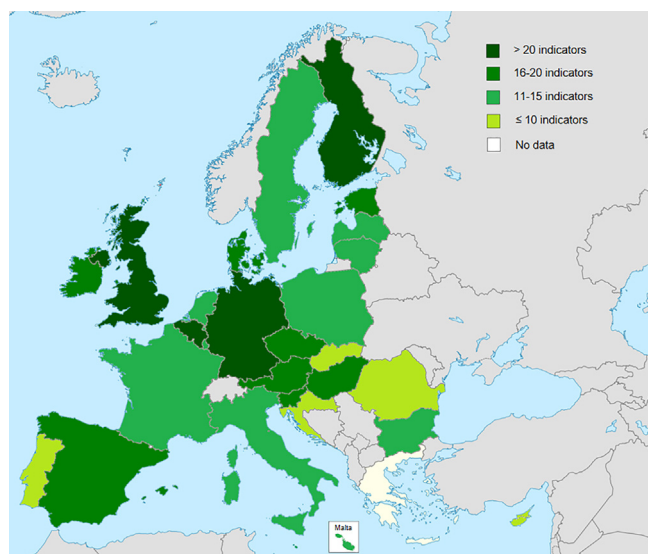 > 20 indicators
16-20 indicators
11-15 indicators
≤ 10 indicators
No data
Malta